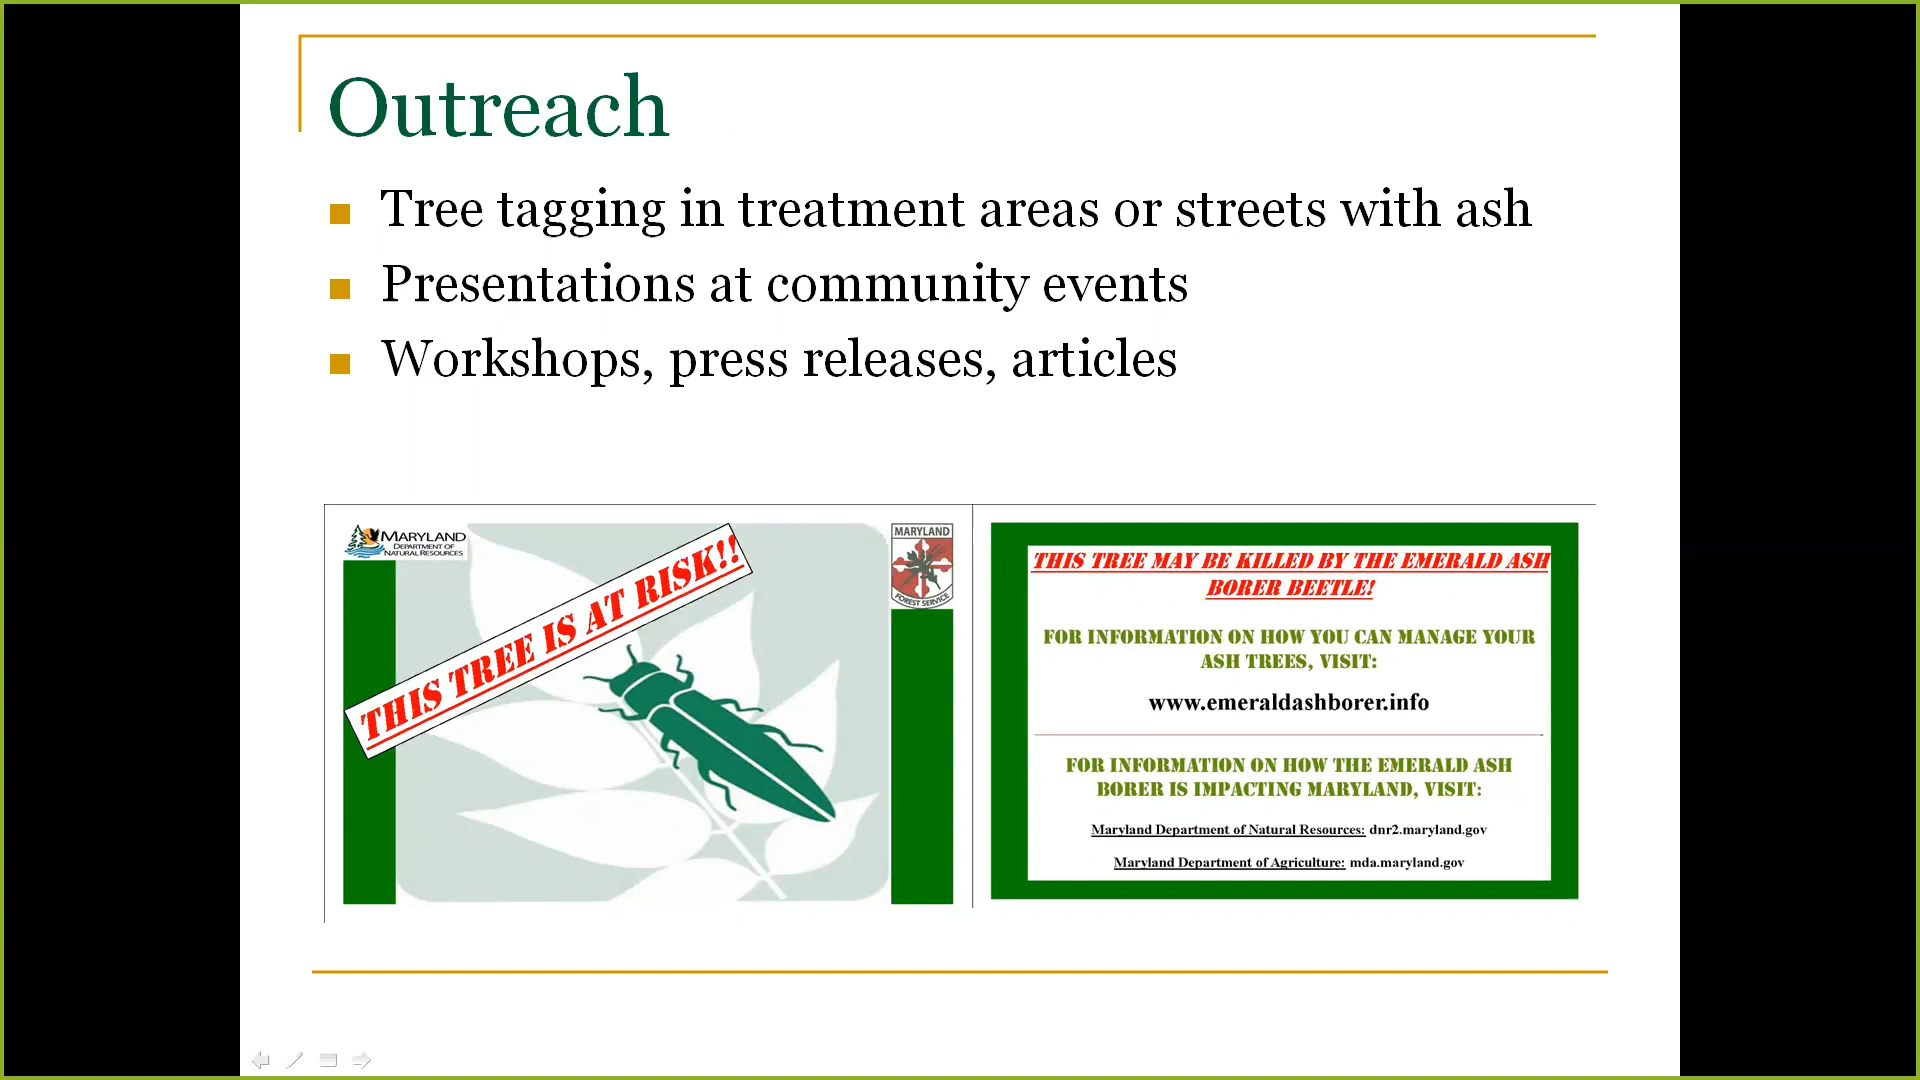 Outreach
Tree tagging in treatment areas or streets with ash
Presentations at community events
Workshops, press releases, articles
MARYLAND
DEPARTMENT OF
NATURAL RESOURCES
THIS TREE IS AT RISK!!
MARYLAND
FOREST SERVICE
THIS TREE MAY BE KILLED BY THE EMERALD ASH
BORER BEETLE!
FOR INFORMATION ON HOW YOU CAN MANAGE YOUR
ASH TREES, VISIT:
www.emeraldashborer.info
FOR INFORMATION ON HOW THE EMERALD ASH
BORER IS IMPACTING MARYLAND, VISIT:
Maryland Department of Natural Resources: dnr2.maryland.gov
Maryland Department of Agriculture: mda.maryland.gov